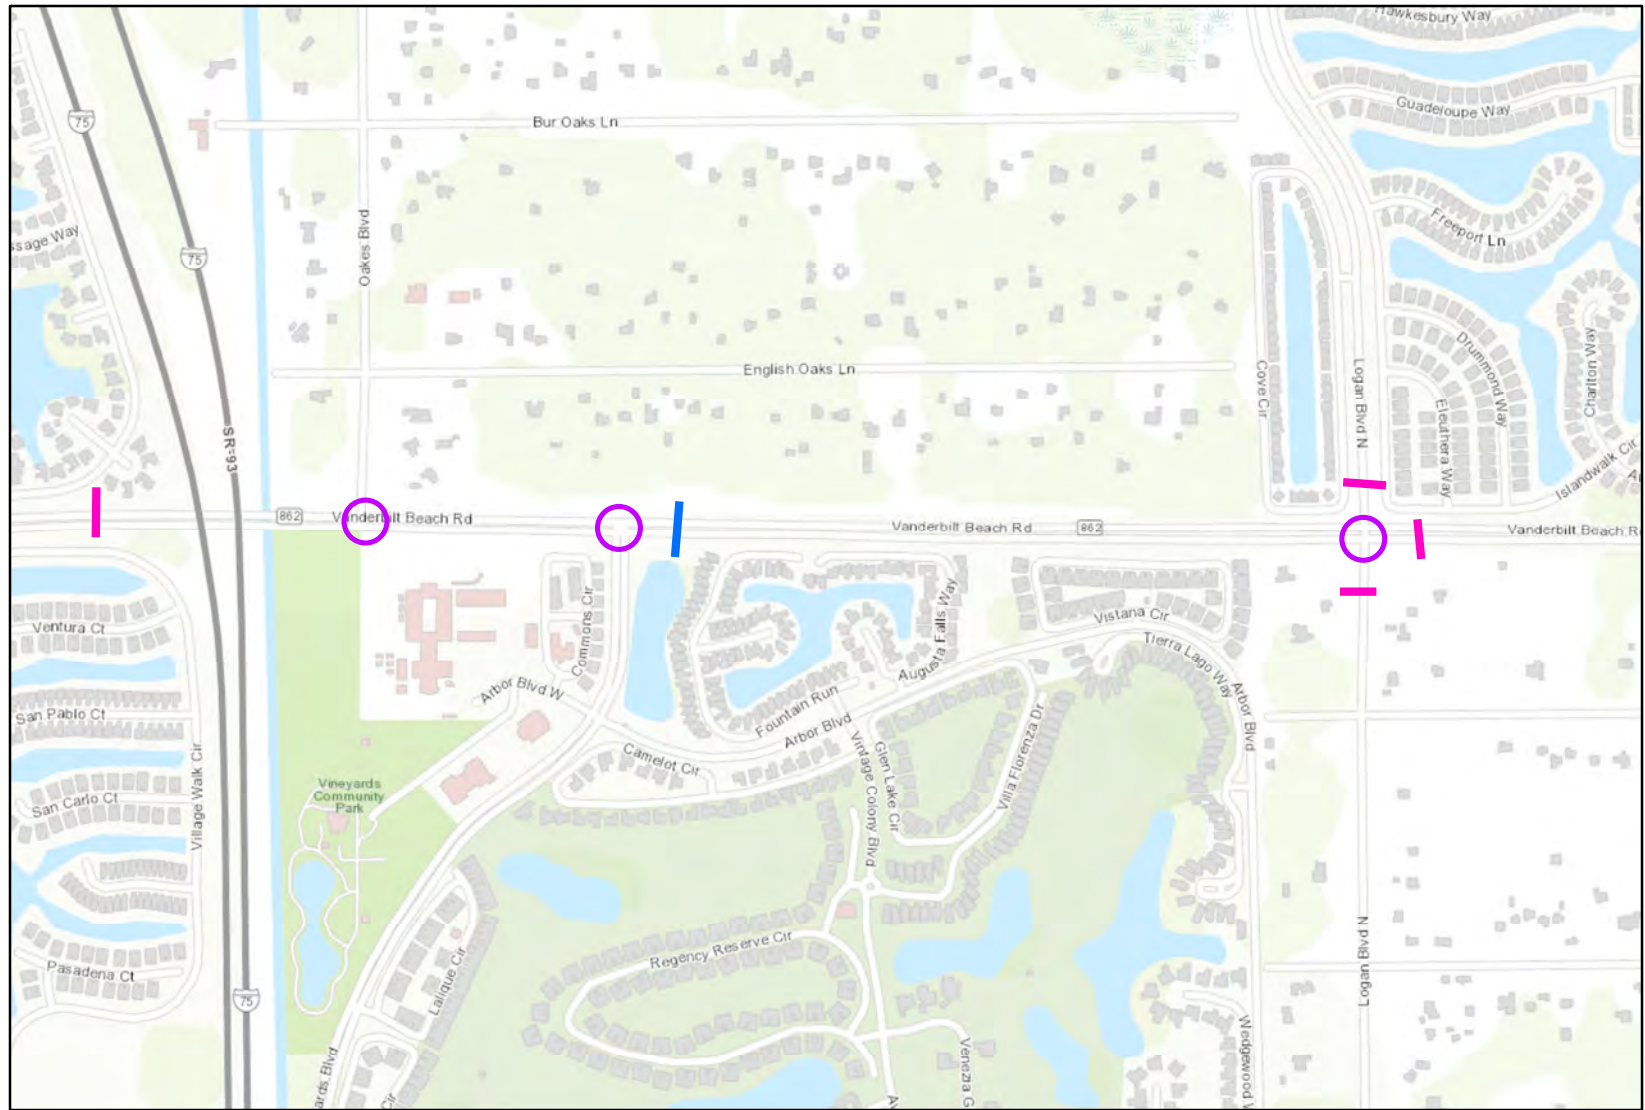 Hawkesbury Way
75
Guadeloupe Way
Bur Oaks Ln
Oakes Blvd
Freeport Ln
ssage Way
75
Charlton Way
Drummond Way
English Oaks Ln
Cove Cir
Logan Blvd N
Eleuthera Way
SR-93
Islandwalk Cir
862
Vanderbilt Beach Rd
Vanderbilt Beach Rd
862
Vanderbilt Beach R
Ventura Ct
Commons Cir
Augusta Falls Way
Vistana Cir
Tierra Lago Way
Arbor Blvd W
San Pablo Ct
Fountain Run
Arbor Blvd
Arbor Blvd
Camelot Cir
Vintage Colony Blvd
Glen Lake Cir
Villa Florenza Dr
Village Walk Cir
Vineyards
Community
Park
San Carlo Ct
Regency Reserve Cir
Logan Blvd N
Lalique Cir
Pasadena Ct
75
ards Blvd
Cir
Venezia G
Wedgewood